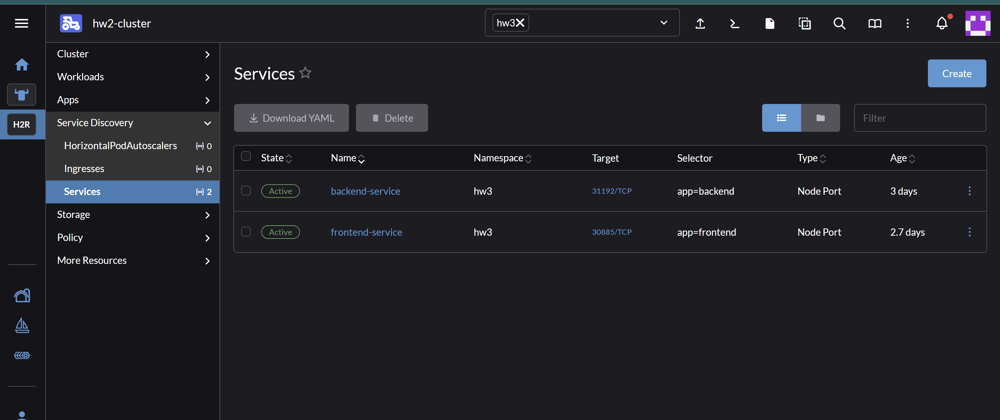 hw2-cluster
hw3
H2R
Cluster
Workloads
Apps
Service Discovery
HorizontalPodAutoscalers 0
Ingresses 0
Services 2
Storage
Policy
More Resources
Services
Create
Download YAML
Delete
Filter
State Name Namespace Target Selector Type Age
Active backend-service hw3 31192/TCP app=backend Node Port 3 days
Active frontend-service hw3 30885/TCP app=frontend Node Port 2.7 days